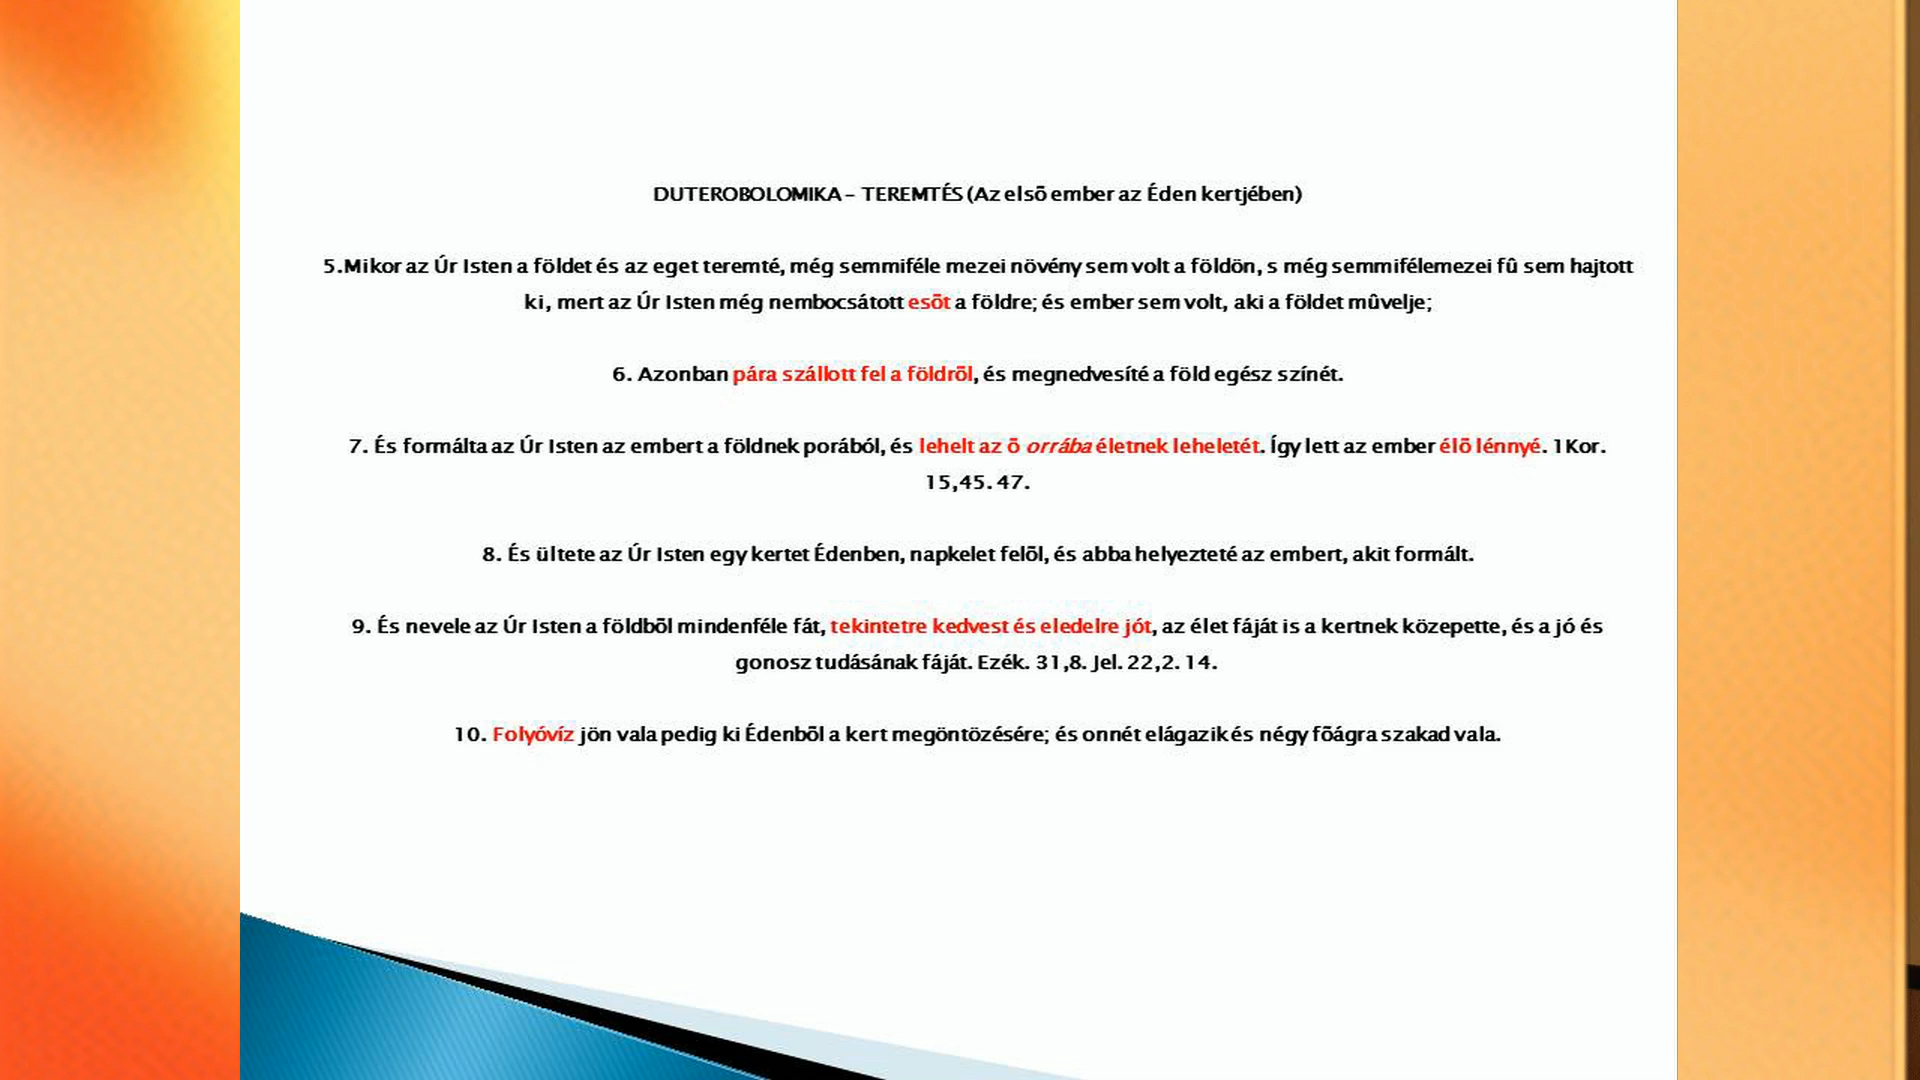 DUTEROBOLOMIKA – TEREMTÉS (Az elsõ ember az Éden kertjében)
5.Mikor az Úr Isten a földet és az eget teremté, még semmiféle mezei növény sem volt a földön, s még semmifélemezei fû sem hajtott
ki, mert az Úr Isten még nembocsátott esõt a földre; és ember sem volt, aki a földet mûvelje;
6. Azonban pára szállott fel a földrõl, és megnedvesíté a föld egész színét.
7. És formálta az Úr Isten az embert a földnek porából, és lehelt az õ orrába életnek leheletét. Így lett az ember élõ lénnyé. 1Kor.
15,45. 47.
8. És ültete az Úr Isten egy kertet Édenben, napkelet felõl, és abba helyezteté az embert, akit formált.
9. És nevele az Úr Isten a földbõl mindenféle fát, tekintetre kedvest és eledelre jót, az élet fáját is a kertnek közepette, és a jó és
gonosz tudásának fáját. Ezék. 31,8. Jel. 22,2. 14.
10. Folyóvíz jön vala pedig ki Édenbõl a kert megöntözésére; és onnét elágazik és négy fõágra szakad vala.